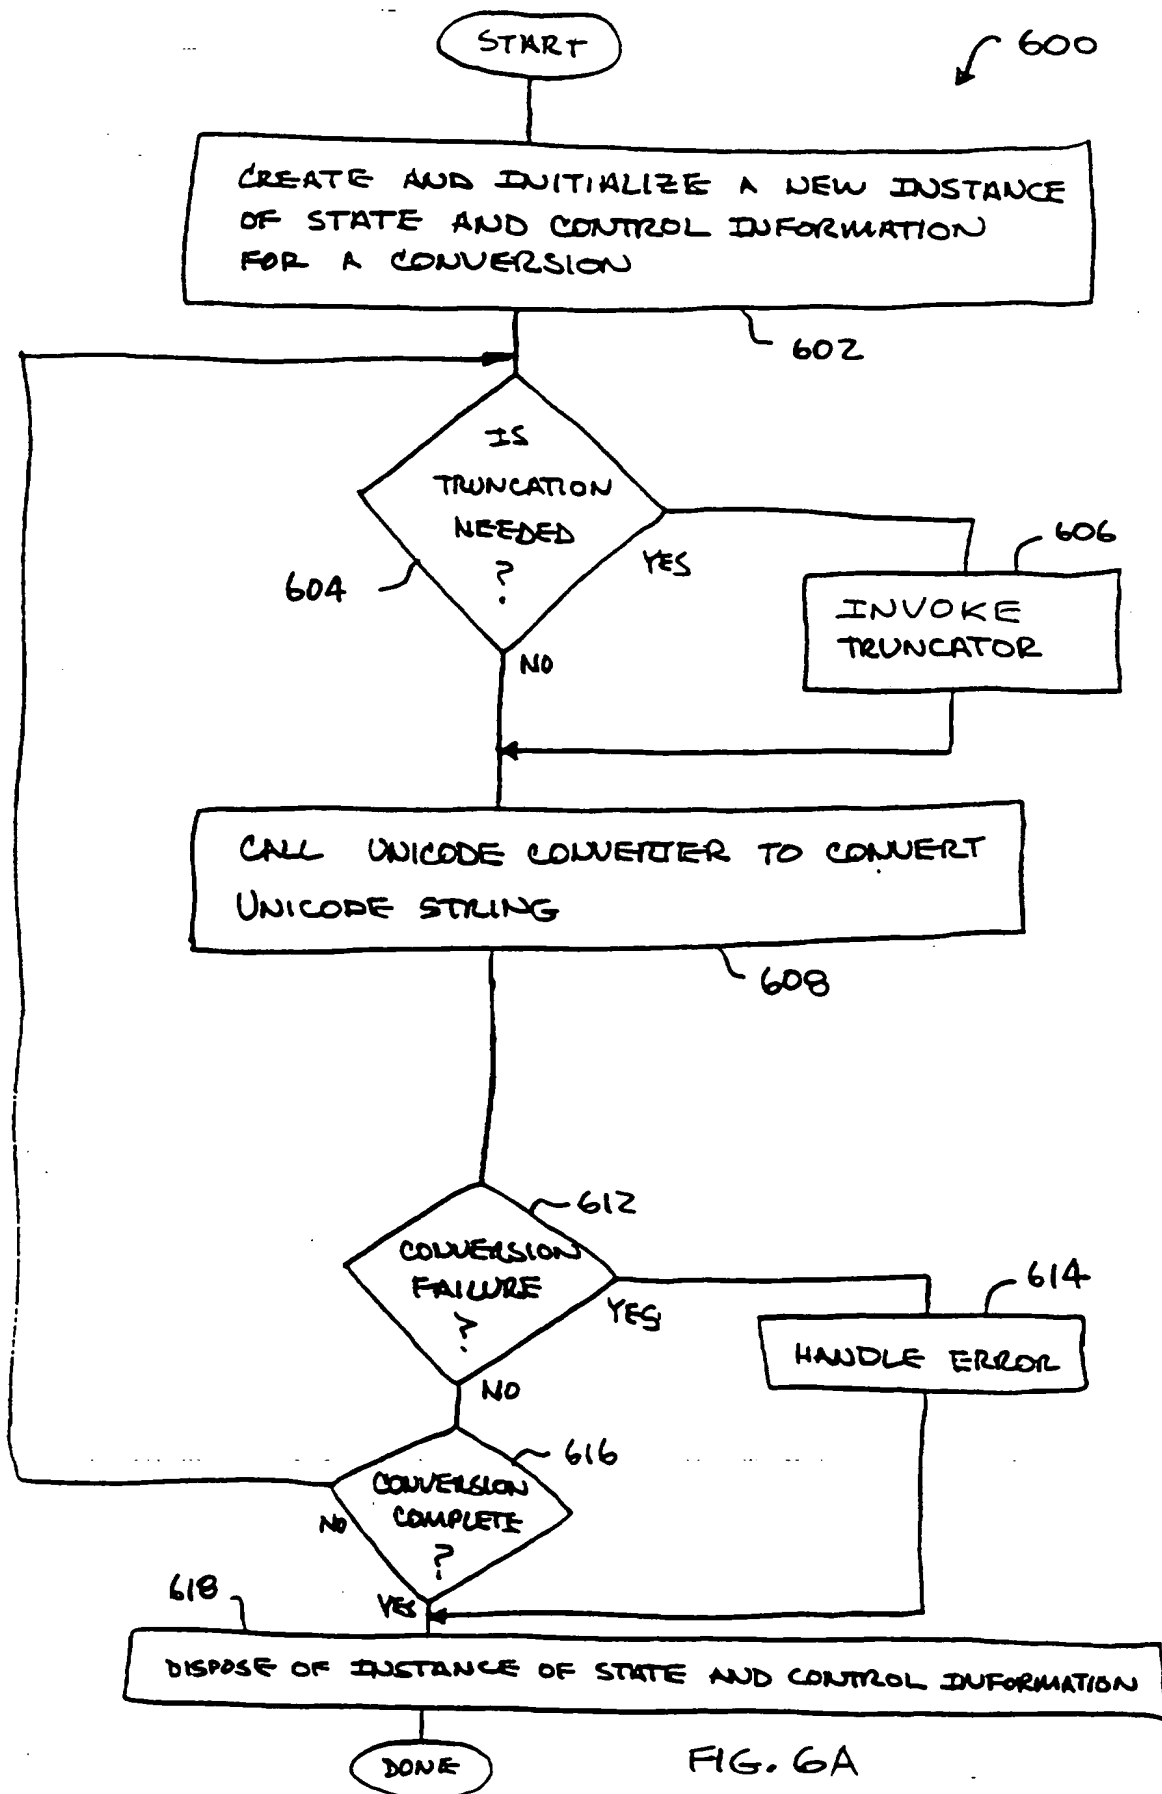 START
600
CREATE AND INITIALIZE A NEW INSTANCE
OF STATE AND CONTROL INFORMATION
FOR A CONVERSION
602
IS
TRUNCATION
NEEDED
?
604
YES
606
INVOKE
TRUNCATOR
NO
CALL UNICODE CONVERTER TO CONVERT
UNICODE STRING
608
612
CONVERSION
FAILURE
?
YES
614
HANDLE ERROR
NO
616
CONVERSION
COMPLETE
?
NO
618
YES
DISPOSE OF INSTANCE OF STATE AND CONTROL INFORMATION
DONE
FIG. 6A